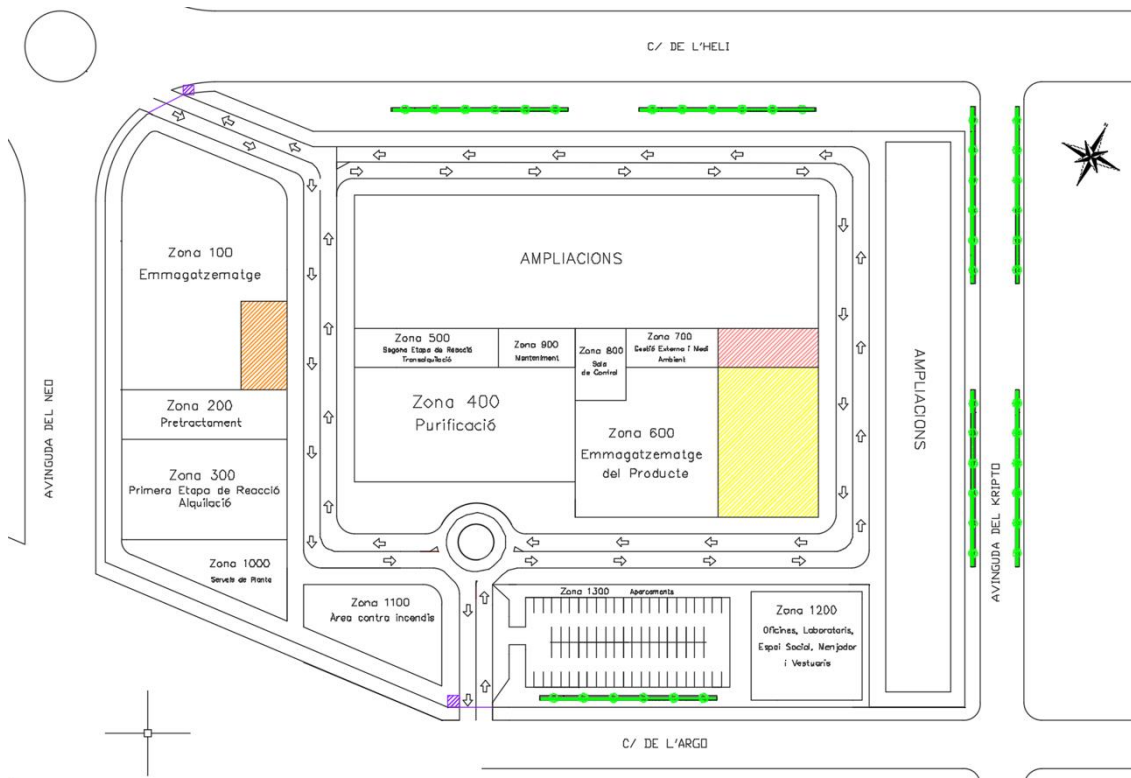 C/ DE L'HELI
N
Zona 100
Emmagatzematge
AMPLIACIONS
Zona 500
Segona Etapa de Reacció
Transalquilació
Zona 900
Manteniment
Zona 800
Sala
de Control
Zona 700
Gestió Externa i Medi
Ambient
AMPLIACIONS
AVINGUDA DEL NEO
Zona 200
Pretractament
Zona 400
Purificació
Zona 600
Emmagatzematge
del Producte
Zona 300
Primera Etapa de Reacció
Alquilació
AVINGUDA DEL KRIPTO
Zona 1000
Serveis de Planta
Zona 1100
Àrea contra incendis
Zona 1300 Aparcaments
Zona 1200
Oficines, Laboratoris,
Espai Social, Menjador
i Vestuaris
C/ DE L'ARGO